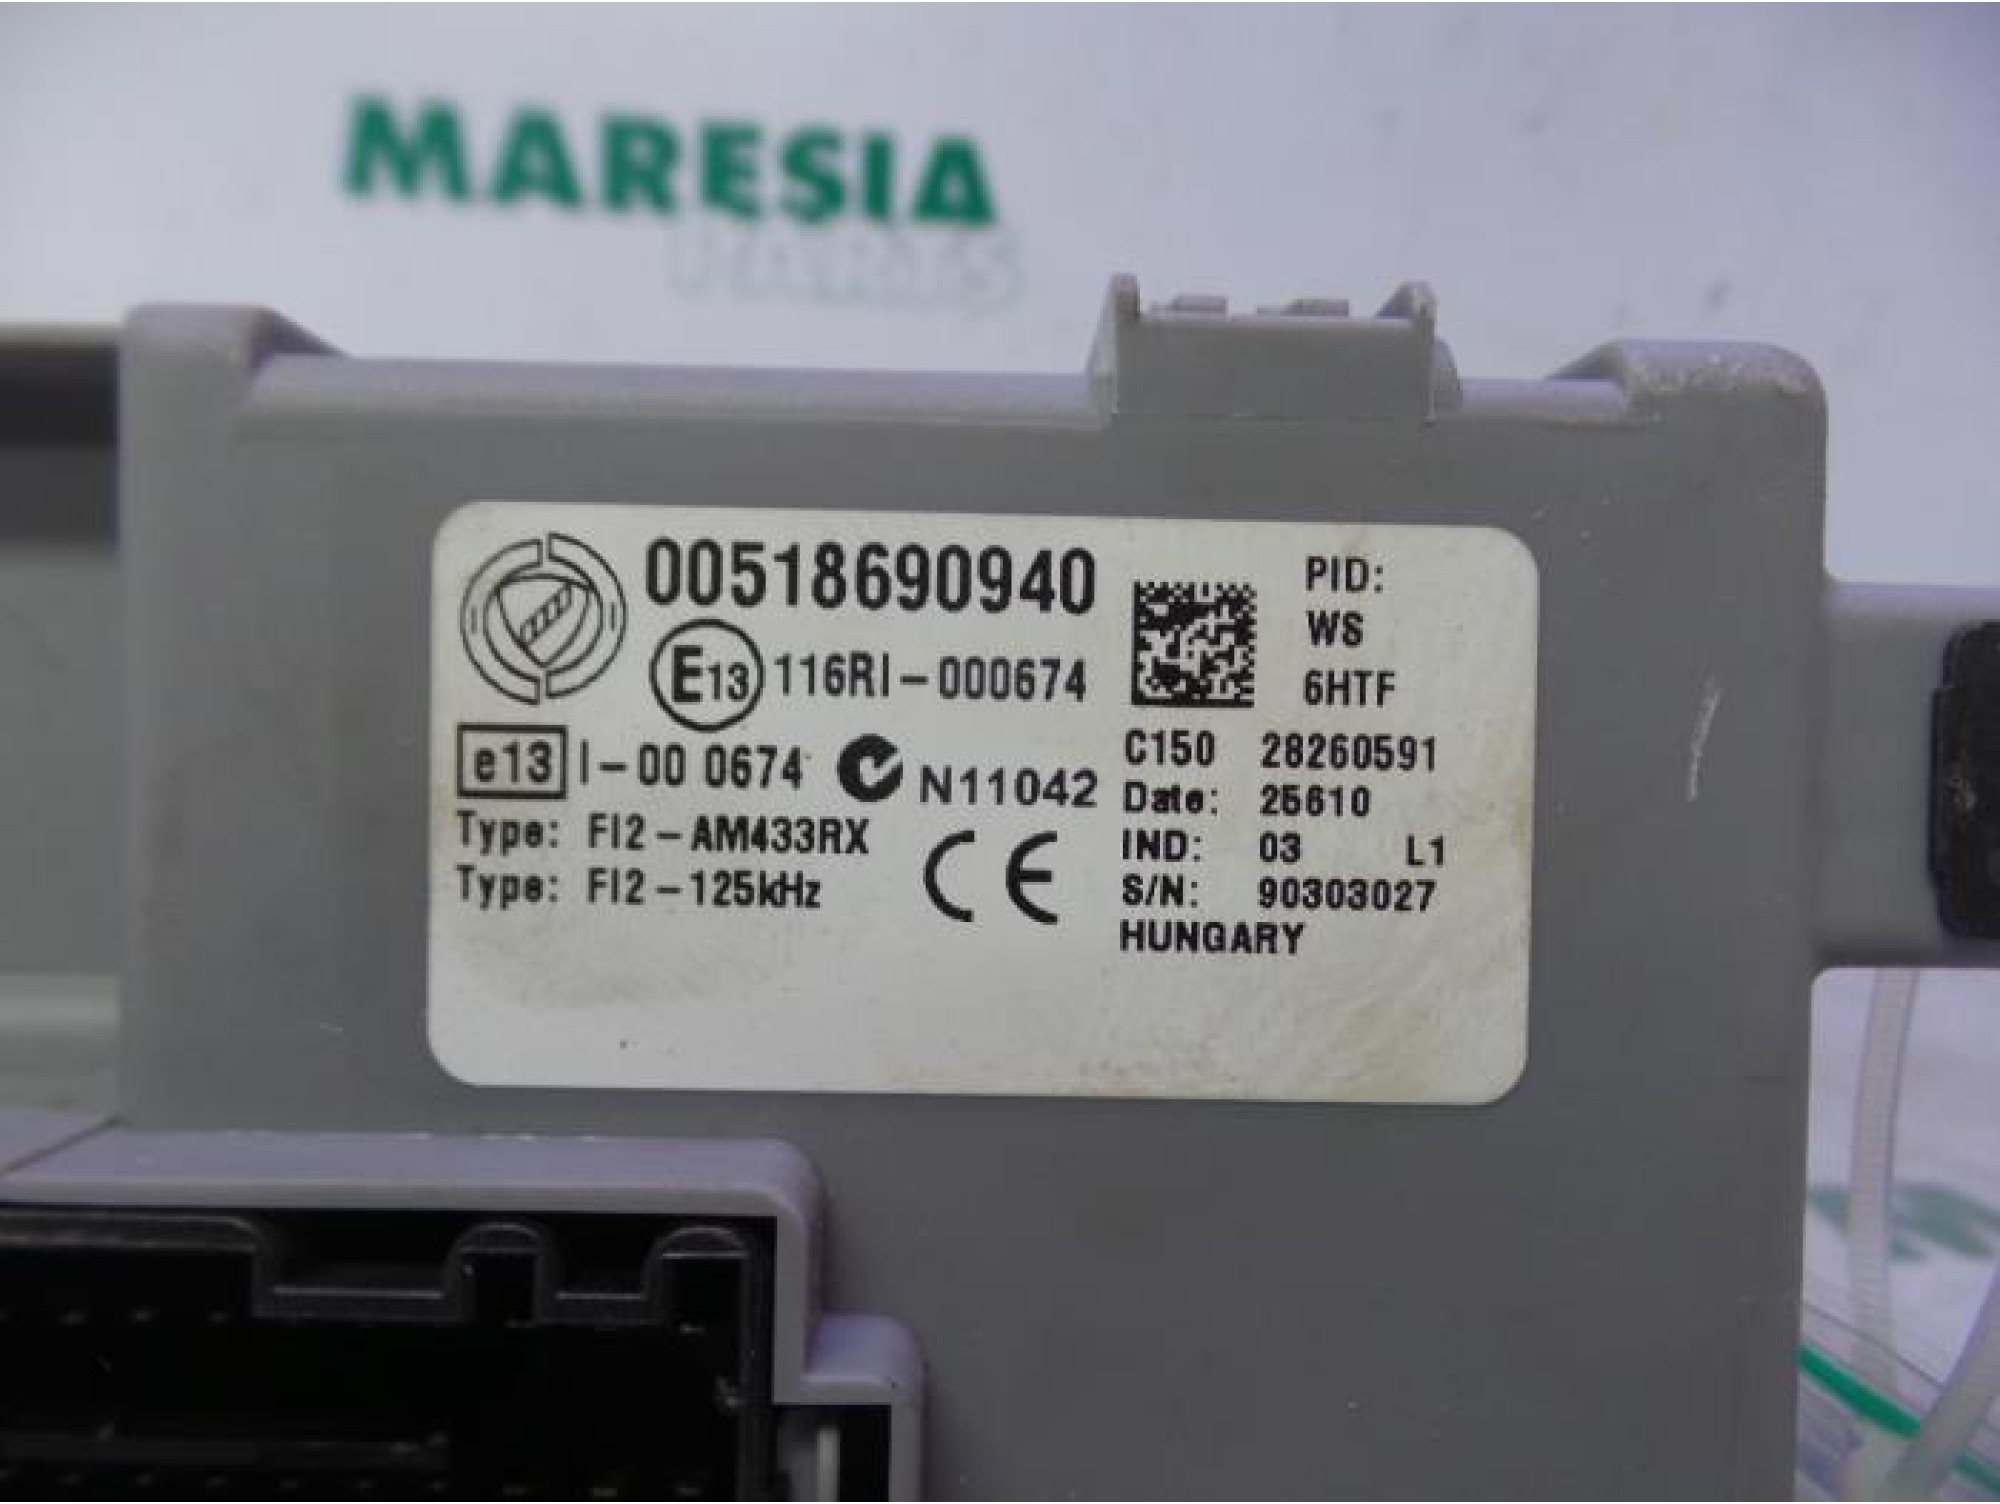 MARESIA
PARTS
00518690940
E13 116RI-000674
e13 I-00 0674 N11042
Type: FI2-AM433RX
Type: FI2-125kHz
CE
PID:
WS
6HTF
C150 28260591
Date: 25610
IND: 03 L1
S/N: 90303027
HUNGARY